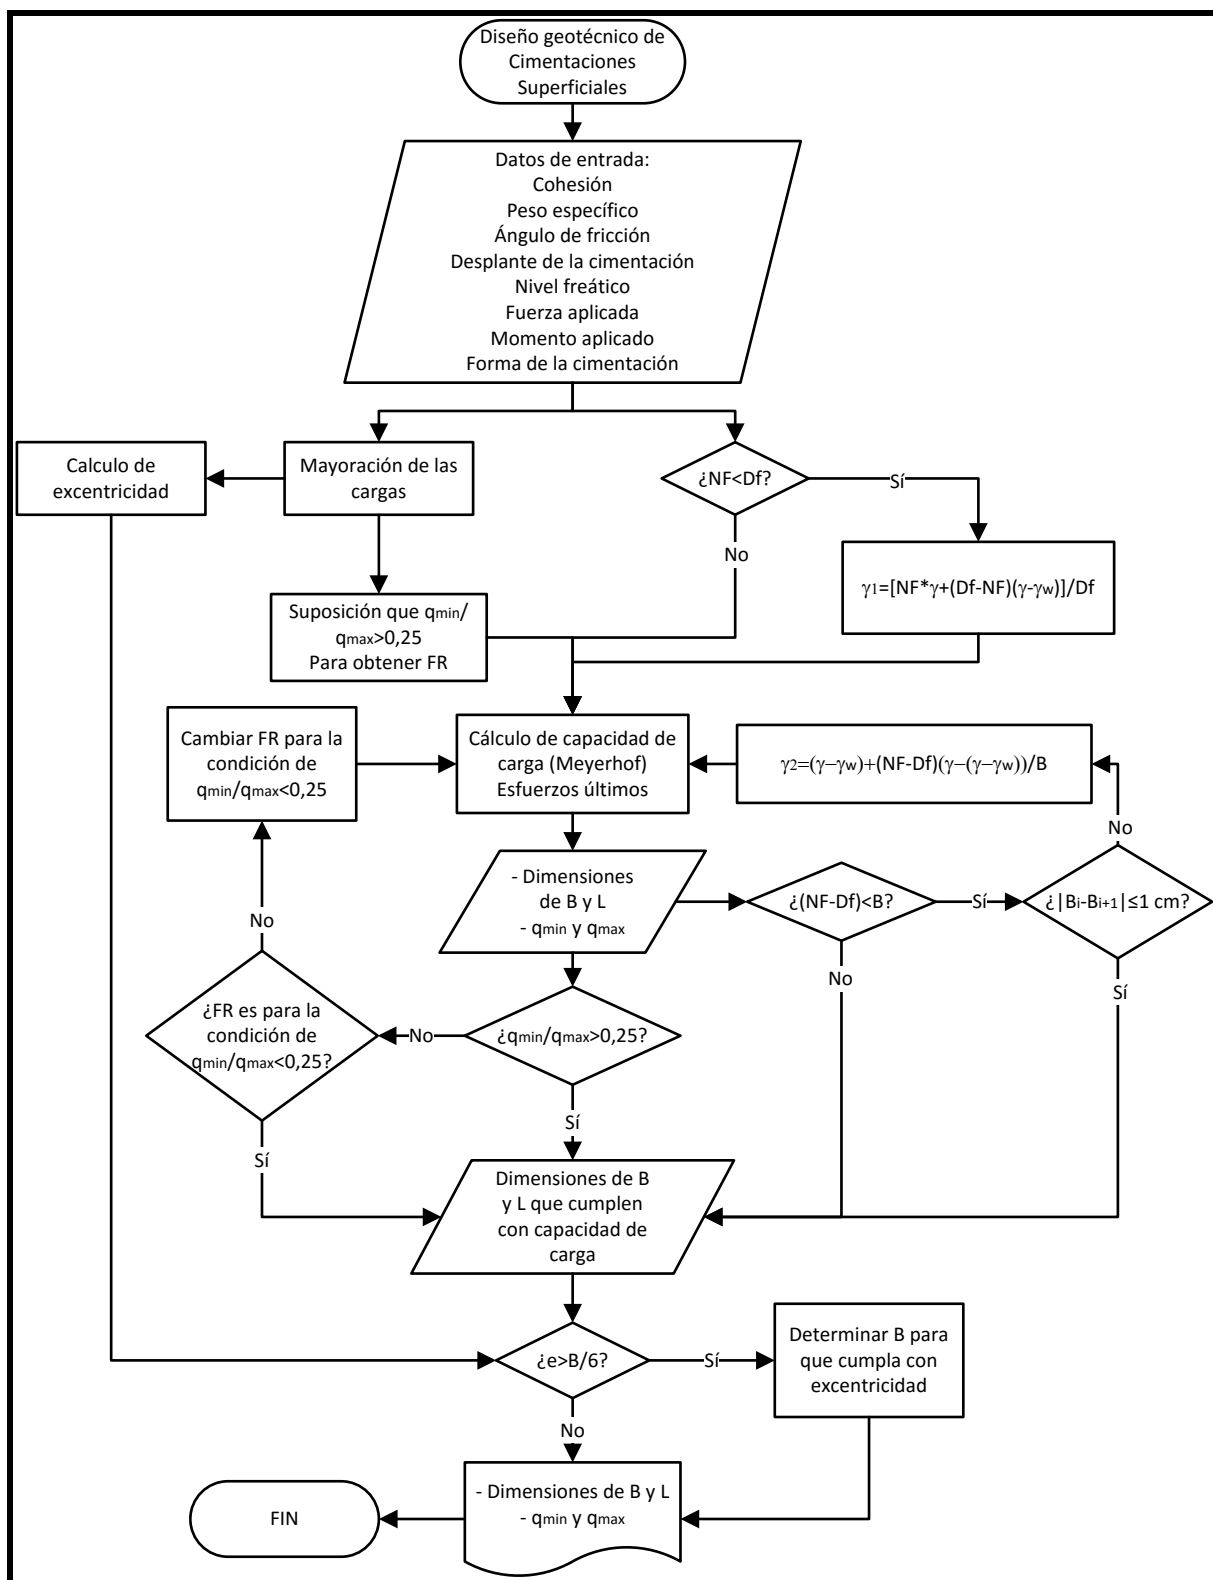 Diseño geotécnico de
Cimentaciones
Superficiales
Datos de entrada:
Cohesión
Peso específico
Ángulo de fricción
Desplante de la cimentación
Nivel freático
Fuerza aplicada
Momento aplicado
Forma de la cimentación
Calculo de
excentricidad
Mayoración de las
cargas
¿NF<Df?
Sí
No
γ1=[NF*γ+(Df-NF)(γ-γw)]/Df
Suposición que qmin/
qmax>0,25
Para obtener FR
Cambiar FR para la
condición de
qmin/qmax<0,25
Cálculo de capacidad de
carga (Meyerhof)
Esfuerzos últimos
γ2=(γ−γw)+(NF-Df)(γ−(γ−γw))/B
No
- Dimensiones
de B y L
- qmin y qmax
¿(NF-Df)<B?
Sí
¿|Bi-Bi+1|≤1 cm?
No
No
Sí
¿FR es para la
condición de
qmin/qmax<0,25?
No
¿qmin/qmax>0,25?
Sí
Sí
Dimensiones de B
y L que cumplen
con capacidad de
carga
¿e>B/6?
Sí
Determinar B para
que cumpla con
excentricidad
No
- Dimensiones de B y L
- qmin y qmax
FIN